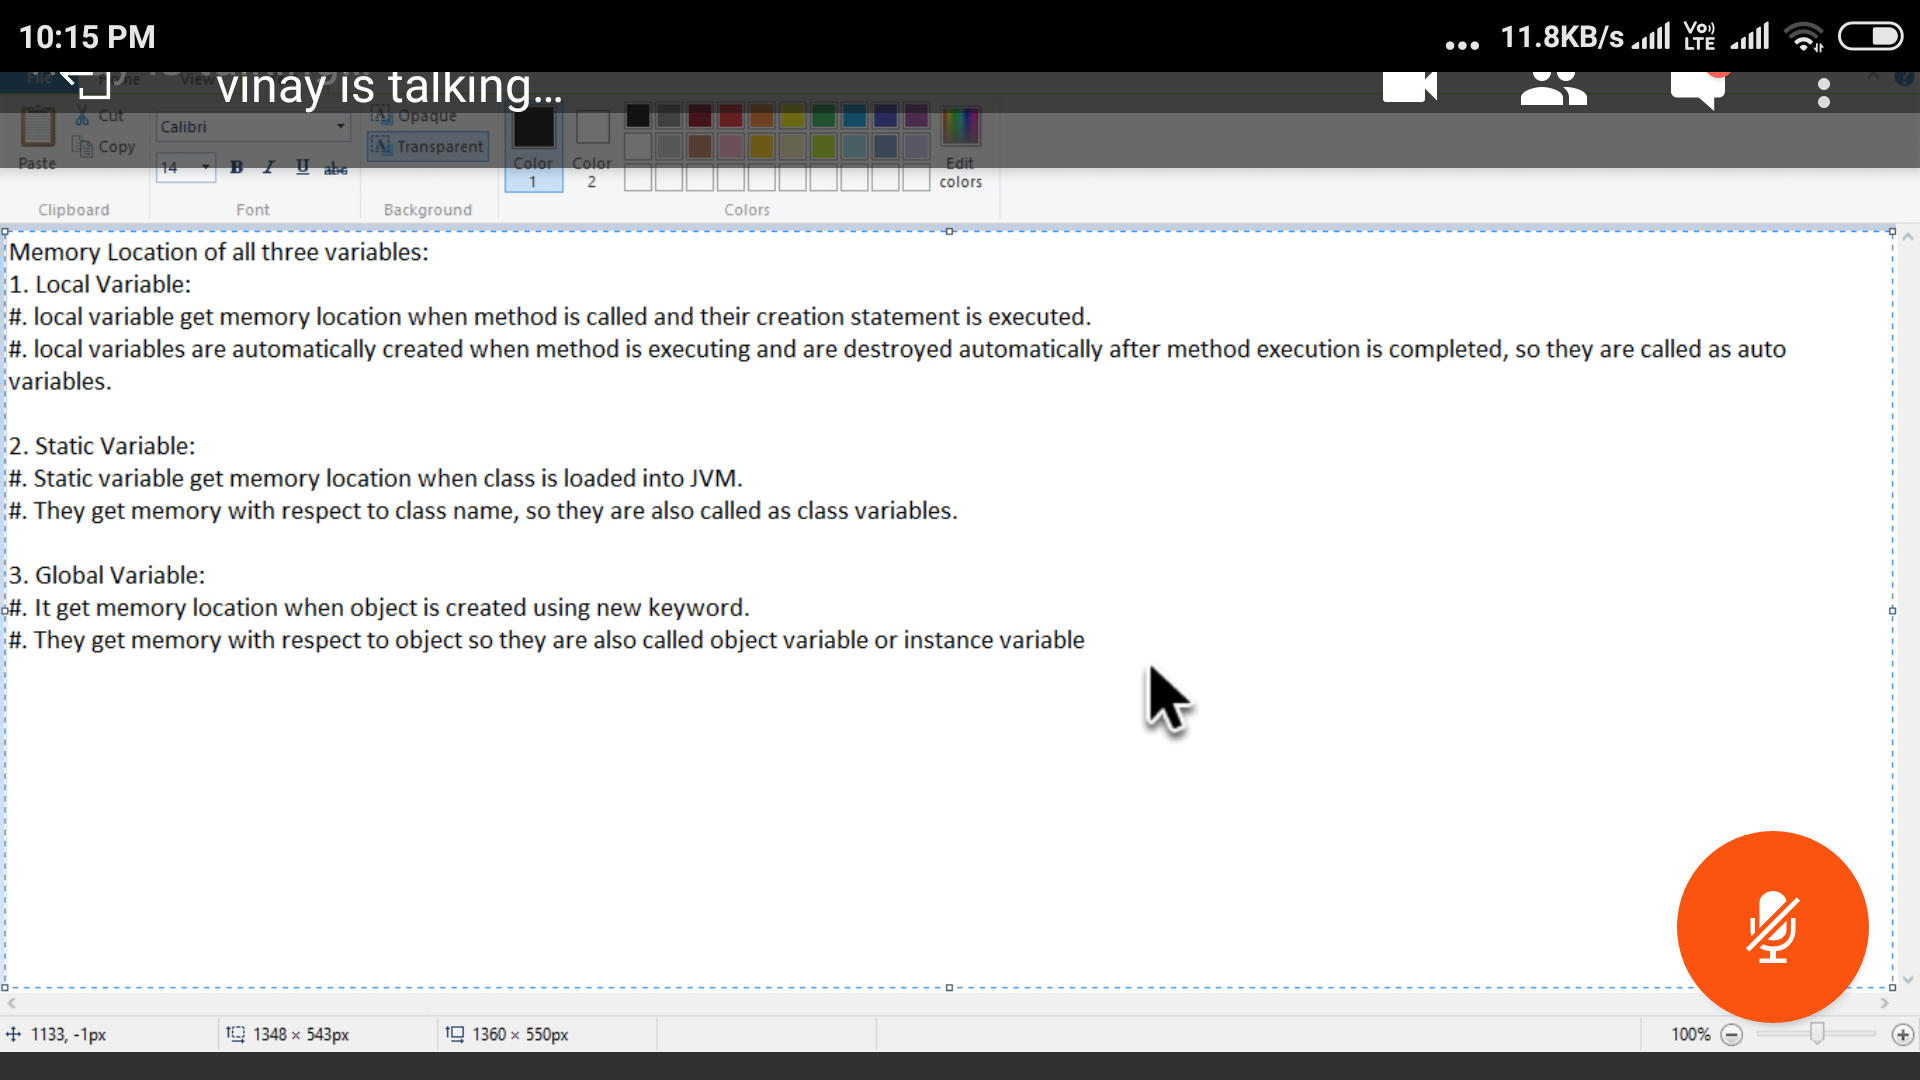 10:15 PM
11.8KB/s
Vo)) LTE
File
View
vinay is talking...
Cut
Calibri
Opaque
Copy
Transparent
Paste
14
B I U abc
Color 1
Color 2
Edit colors
Clipboard
Font
Background
Colors
Memory Location of all three variables:
1. Local Variable:
#. local variable get memory location when method is called and their creation statement is executed.
#. local variables are automatically created when method is executing and are destroyed automatically after method execution is completed, so they are called as auto
variables.
2. Static Variable:
#. Static variable get memory location when class is loaded into JVM.
#. They get memory with respect to class name, so they are also called as class variables.
3. Global Variable:
#. It get memory location when object is created using new keyword.
#. They get memory with respect to object so they are also called object variable or instance variable
1133, -1px
1348 × 543px
1360 × 550px
100%